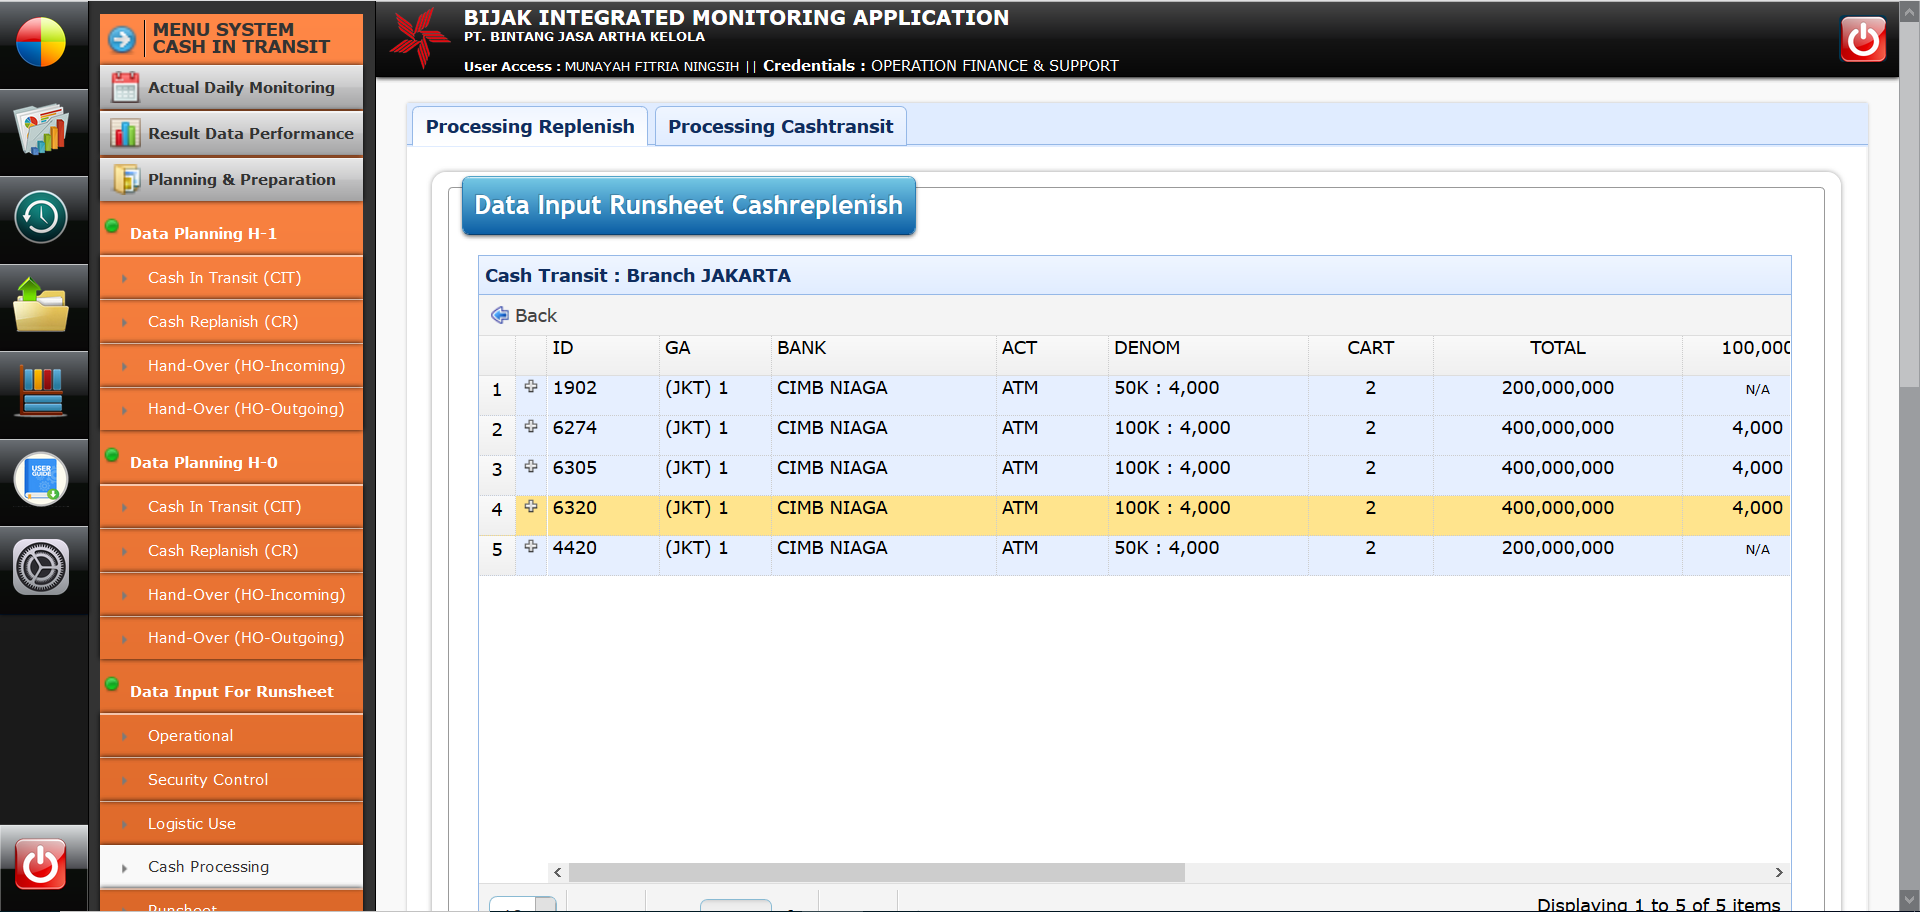 MENU SYSTEM
CASH IN TRANSIT
Actual Daily Monitoring
Result Data Performance
Planning & Preparation
Data Planning H-1
Cash In Transit (CIT)
Cash Replanish (CR)
Hand-Over (HO-Incoming)
Hand-Over (HO-Outgoing)
Data Planning H-0
Cash In Transit (CIT)
Cash Replanish (CR)
Hand-Over (HO-Incoming)
Hand-Over (HO-Outgoing)
Data Input For Runsheet
Operational
Security Control
Logistic Use
Cash Processing
Runsheet
USER
GUIDE
BIJAK INTEGRATED MONITORING APPLICATION
PT. BINTANG JASA ARTHA KELOLA
User Access : MUNAYAH FITRIA NINGSIH || Credentials : OPERATION FINANCE & SUPPORT
Processing Replenish Processing Cashtransit
Data Input Runsheet Cashreplenish
Cash Transit : Branch JAKARTA
Back
ID GA BANK ACT DENOM CART TOTAL 100,000
1 1902 (JKT) 1 CIMB NIAGA ATM 50K : 4,000 2 200,000,000 N/A
2 6274 (JKT) 1 CIMB NIAGA ATM 100K : 4,000 2 400,000,000 4,000
3 6305 (JKT) 1 CIMB NIAGA ATM 100K : 4,000 2 400,000,000 4,000
4 6320 (JKT) 1 CIMB NIAGA ATM 100K : 4,000 2 400,000,000 4,000
5 4420 (JKT) 1 CIMB NIAGA ATM 50K : 4,000 2 200,000,000 N/A
Displaying 1 to 5 of 5 items